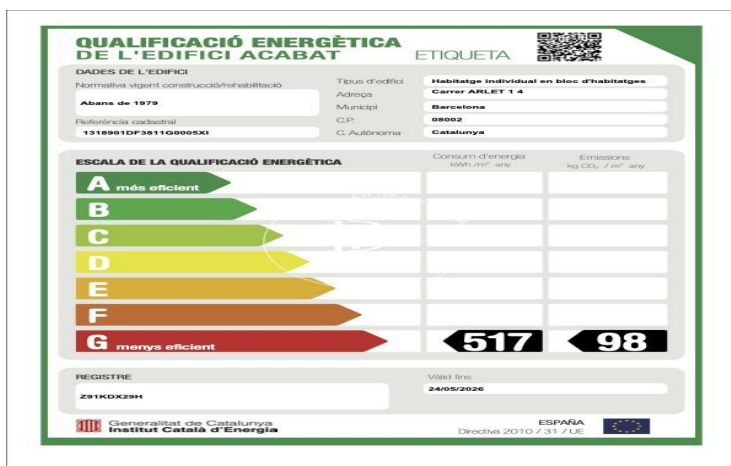 QUALIFICACIÓ ENERGÈTICA
DE L'EDIFICI ACABAT ETIQUETA
DADES DE L'EDIFICI
Normativa vigent construcció/rehabilitació
Abans de 1979
Referència cadastral
1318901DF3811G0005XI
Tipus d'edifici Habitatge individual en bloc d'habitatges
Adreça Carrer ARLET 1 4
Municipi Barcelona
C.P. 08002
C. Autònoma Catalunya
ESCALA DE LA QUALIFICACIÓ ENERGÈTICA
Consum d'energia
kWh /m² any
Emissions
kg CO₂ / m² any
A més eficient
B
C
D
E
F
G menys eficient 517 98
REGISTRE
Z91KDX29H
Vàlid fins
24/05/2026
Generalitat de Catalunya
Institut Català d'Energia
ESPAÑA
Directiva 2010 / 31 / UE